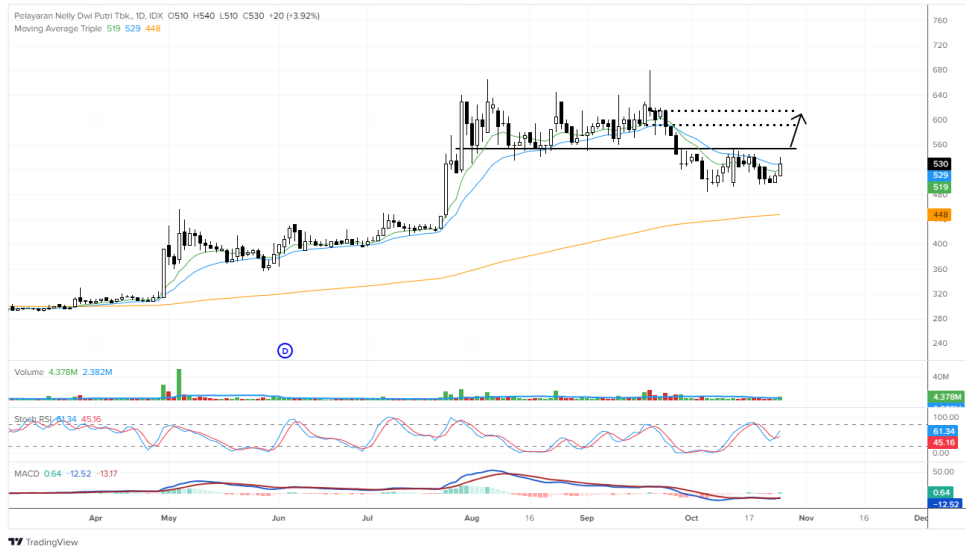 Pelayaran Nelly Dwi Putri Tbk., 1D, IDX O510 H540 L510 C530 +20 (+3.92%)
Moving Average Triple 519 529 448
760
720
680
640
600
560
530
529
519
480
448
400
360
320
280
240
D
Volume 4.378M 2.382M
40M
4.378M
Stoch RSI 61.34 45.16
100.00
61.34
45.16
0.00
MACD 0.64 −12.52 −13.17
50.00
0.64
−12.52
Apr May Jun Jul Aug 16 Sep Oct 17 Nov 16 Dec
TradingView